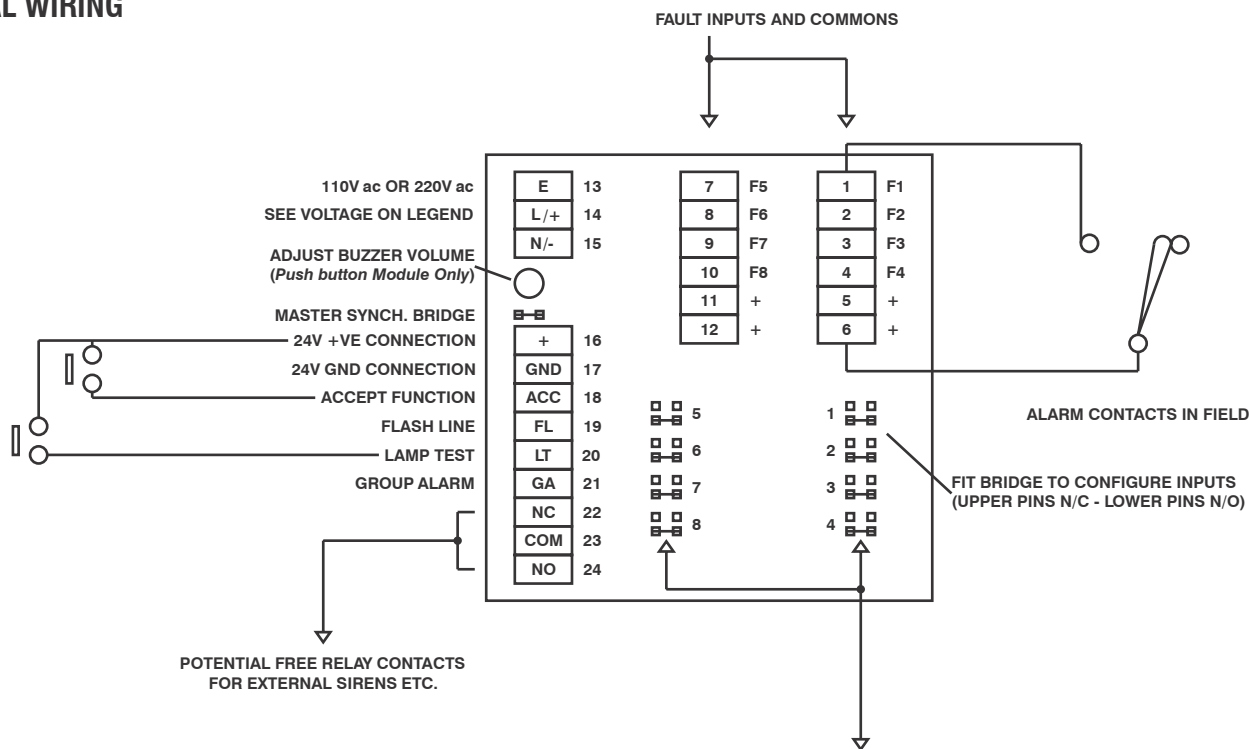 AL WIRING
FAULT INPUTS AND COMMONS
110V ac OR 220V ac
SEE VOLTAGE ON LEGEND
ADJUST BUZZER VOLUME
(Push button Module Only)
MASTER SYNCH. BRIDGE
24V +VE CONNECTION
24V GND CONNECTION
ACCEPT FUNCTION
FLASH LINE
LAMP TEST
GROUP ALARM
E 13
L/+ 14
N/- 15
+ 16
GND 17
ACC 18
FL 19
LT 20
GA 21
NC 22
COM 23
NO 24
7 F5
8 F6
9 F7
10 F8
11 +
12 +
1 F1
2 F2
3 F3
4 F4
5 +
6 +
5
6
7
8
1
2
3
4
ALARM CONTACTS IN FIELD
FIT BRIDGE TO CONFIGURE INPUTS
(UPPER PINS N/C - LOWER PINS N/O)
POTENTIAL FREE RELAY CONTACTS
FOR EXTERNAL SIRENS ETC.